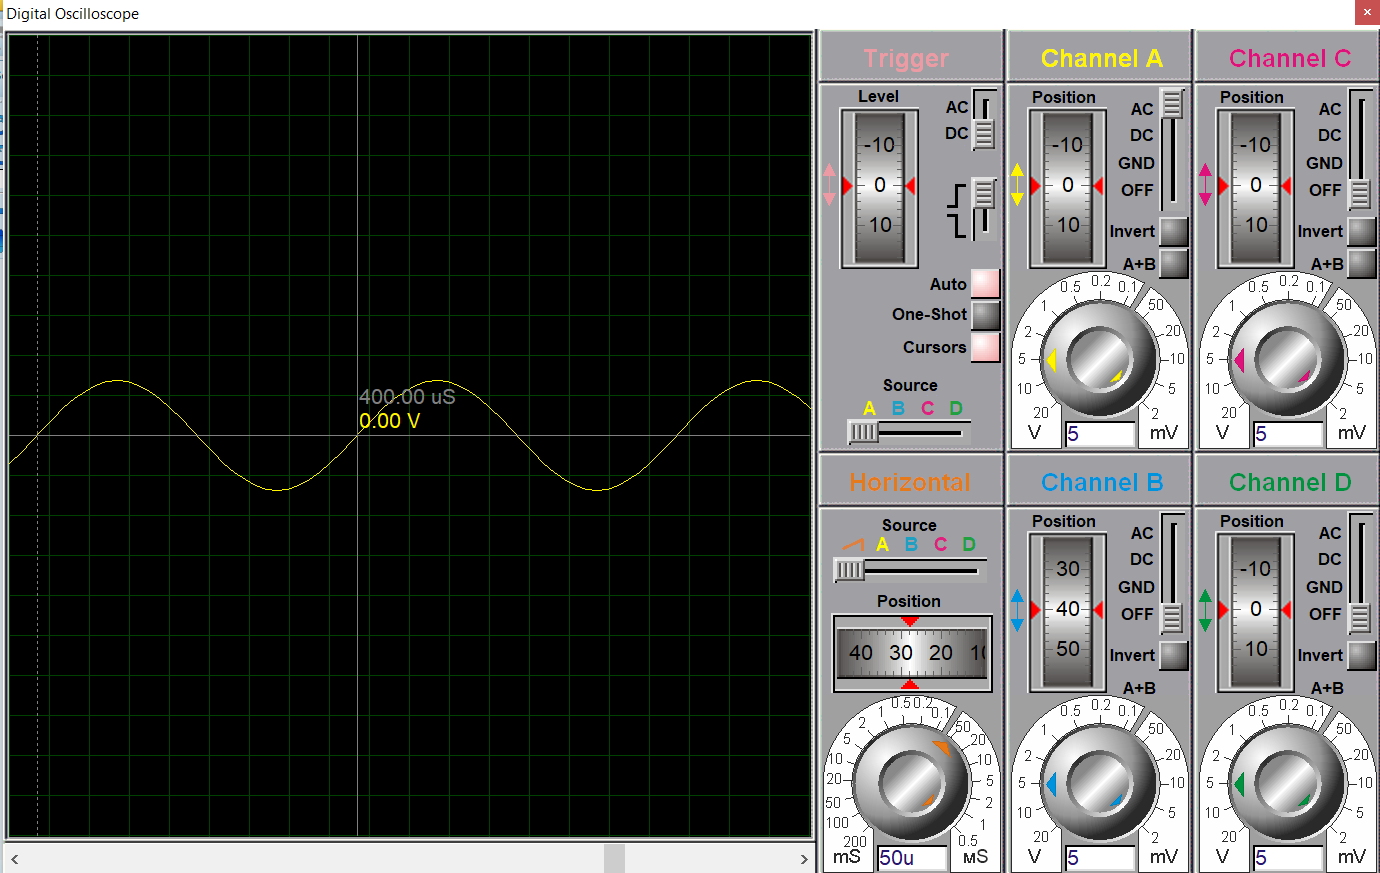 Digital Oscilloscope
400.00 uS
0.00 V
Trigger
Level
AC
DC
-10
0
10
Auto
One-Shot
Cursors
Source
A B C D
Channel A
Position
AC
DC
GND
OFF
-10
0
10
Invert
A+B
20 10 5 2 1 0.5 0.2 0.1 50 20 10 5 2
V
5
mV
Channel C
Position
AC
DC
GND
OFF
-10
0
10
Invert
A+B
20 10 5 2 1 0.5 0.2 0.1 50 20 10 5 2
V
5
mV
Horizontal
Source
A B C D
Position
40 30 20 10
200 100 50 20 10 5 2 1 0.5 0.2 0.1 50 20 10 5 2 1 0.5
mS
50u
мS
Channel B
Position
AC
DC
GND
OFF
30
40
50
Invert
A+B
20 10 5 2 1 0.5 0.2 0.1 50 20 10 5 2
V
5
mV
Channel D
Position
AC
DC
GND
OFF
-10
0
10
Invert
A+B
20 10 5 2 1 0.5 0.2 0.1 50 20 10 5 2
V
5
mV